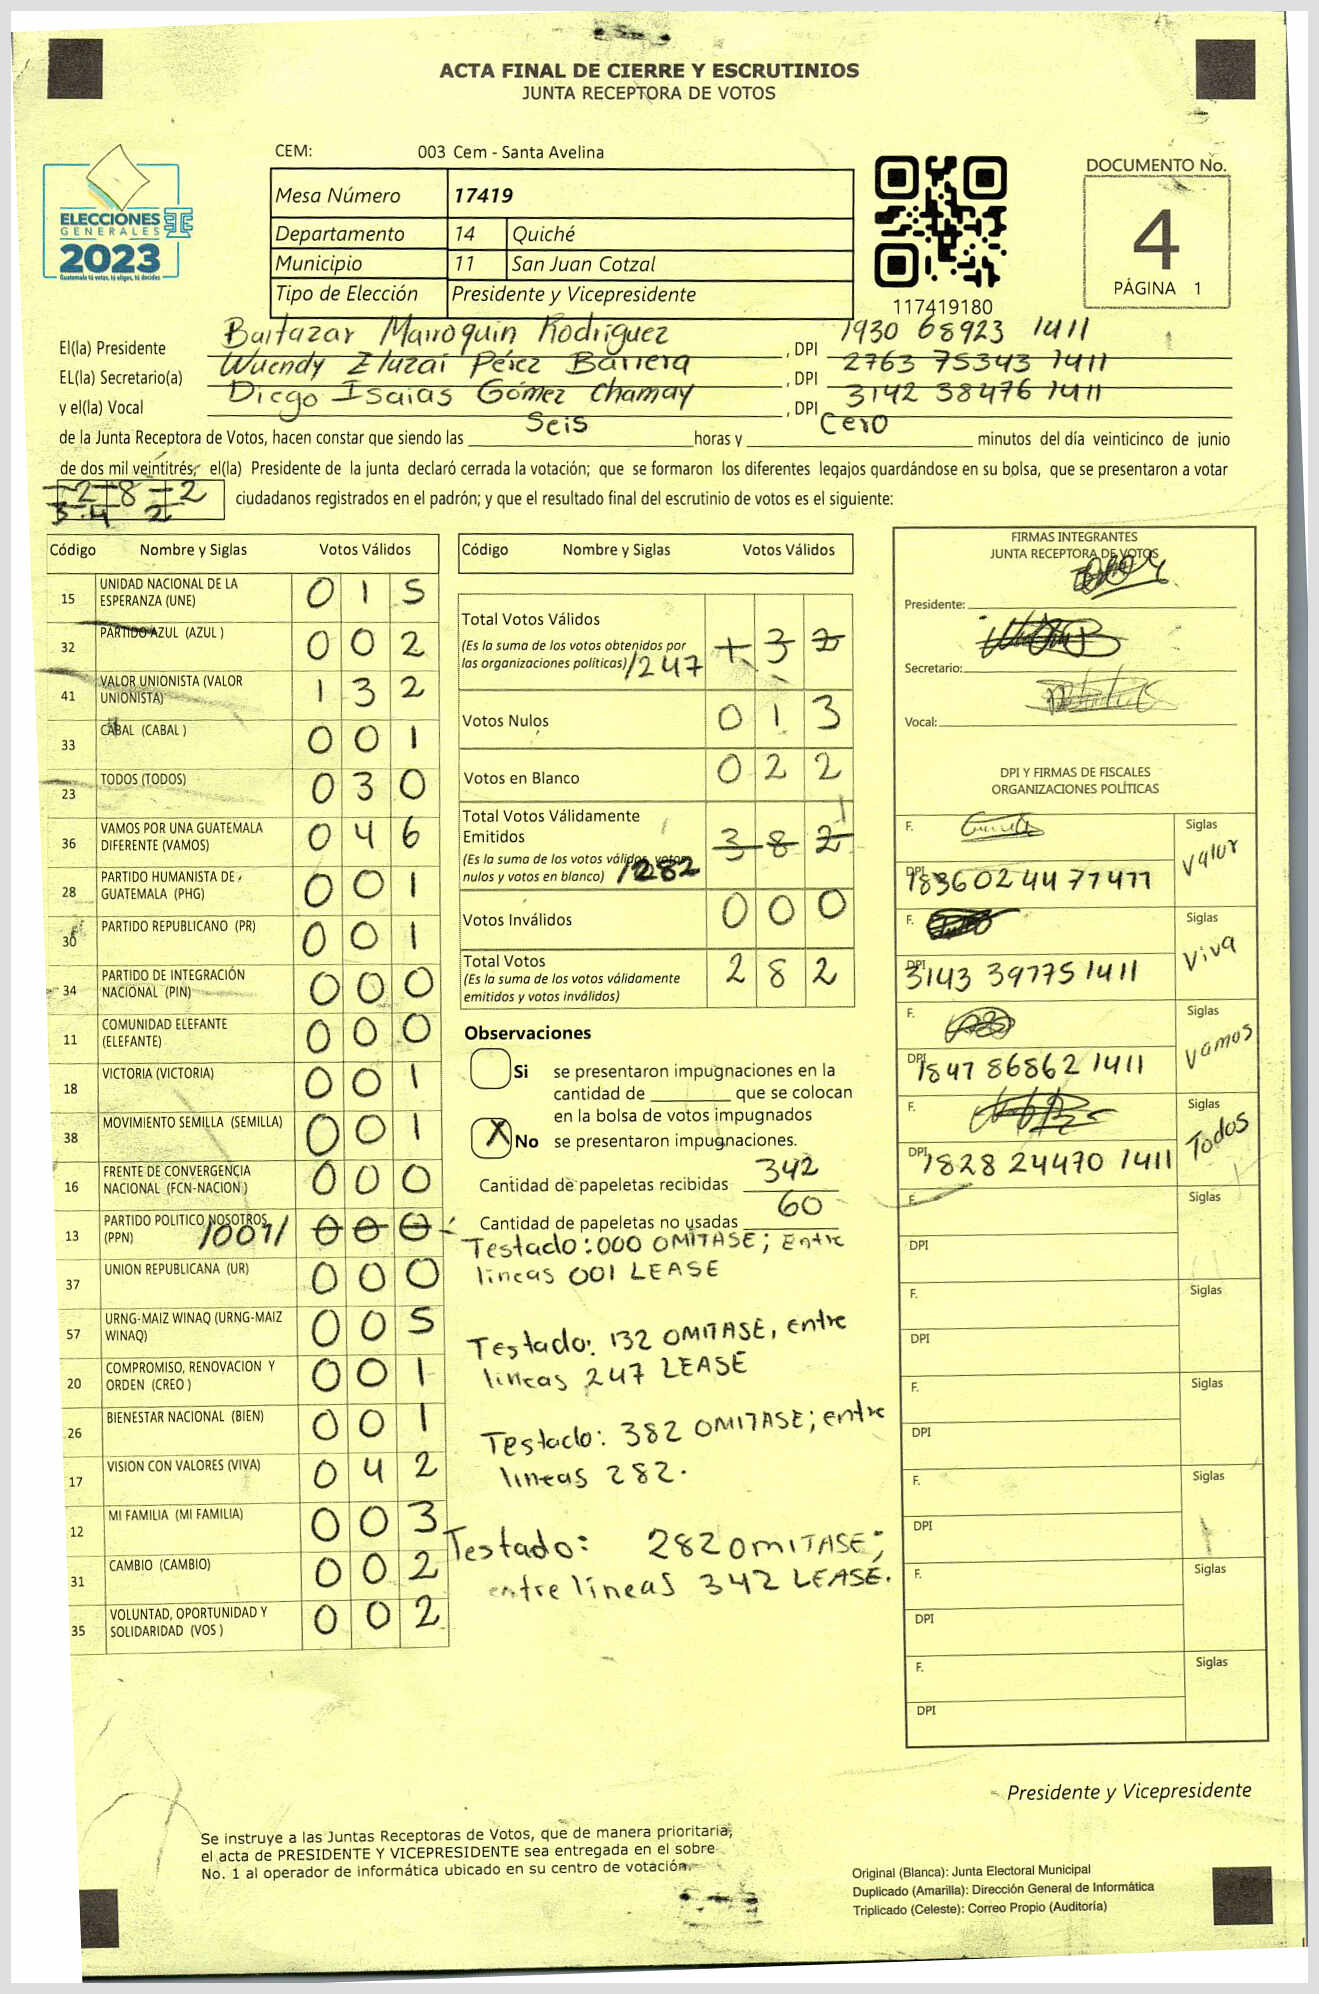 ACTA FINAL DE CIERRE Y ESCRUTINIOS
JUNTA RECEPTORA DE VOTOS
CEM: 003 Cem - Santa Avelina
ELECCIONES
GENERALES
2023
Guatemala tú votas, tú eliges, tú decides
Mesa Número 17419
Departamento 14 Quiché
Municipio 11 San Juan Cotzal
Tipo de Elección Presidente y Vicepresidente
117419180
DOCUMENTO No.
4
PÁGINA 1
El(la) Presidente Baltazar Marroquin Rodriguez , DPI 1930 68923 1411
EL(la) Secretario(a) Wuendy Eluzai Pérez Barrera , DPI 2763 75343 1411
y el(la) Vocal Diego Isaias Gómez Chamay , DPI 3142 38476 1411
de la Junta Receptora de Votos, hacen constar que siendo las Seis horas y Cero minutos del día veinticinco de junio
de dos mil veintitrés, el(la) Presidente de la junta declaró cerrada la votación; que se formaron los diferentes legajos guardándose en su bolsa, que se presentaron a votar
2 8 2
3 4 2
ciudadanos registrados en el padrón; y que el resultado final del escrutinio de votos es el siguiente:
Código Nombre y Siglas Votos Válidos
15 UNIDAD NACIONAL DE LA ESPERANZA (UNE) 0 1 5
32 PARTIDO AZUL (AZUL ) 0 0 2
41 VALOR UNIONISTA (VALOR UNIONISTA) 1 3 2
33 CABAL (CABAL ) 0 0 1
23 TODOS (TODOS) 0 3 0
36 VAMOS POR UNA GUATEMALA DIFERENTE (VAMOS) 0 4 6
28 PARTIDO HUMANISTA DE GUATEMALA (PHG) 0 0 1
30 PARTIDO REPUBLICANO (PR) 0 0 1
34 PARTIDO DE INTEGRACIÓN NACIONAL (PIN) 0 0 0
11 COMUNIDAD ELEFANTE (ELEFANTE) 0 0 0
18 VICTORIA (VICTORIA) 0 0 1
38 MOVIMIENTO SEMILLA (SEMILLA) 0 0 1
16 FRENTE DE CONVERGENCIA NACIONAL (FCN-NACION ) 0 0 0
13 PARTIDO POLITICO NOSOTROS (PPN) /001/ 0 0 0
37 UNION REPUBLICANA (UR) 0 0 0
57 URNG-MAIZ WINAQ (URNG-MAIZ WINAQ) 0 0 5
20 COMPROMISO, RENOVACION Y ORDEN (CREO ) 0 0 1
26 BIENESTAR NACIONAL (BIEN) 0 0 1
17 VISION CON VALORES (VIVA) 0 4 2
12 MI FAMILIA (MI FAMILIA) 0 0 3
31 CAMBIO (CAMBIO) 0 0 2
35 VOLUNTAD, OPORTUNIDAD Y SOLIDARIDAD (VOS ) 0 0 2
Código Nombre y Siglas Votos Válidos
Total Votos Válidos 1 3 2
(Es la suma de los votos obtenidos por
las organizaciones políticas) /247
Votos Nulos 0 1 3
Votos en Blanco 0 2 2
Total Votos Válidamente
Emitidos 3 8 2
(Es la suma de los votos válidos, votos
nulos y votos en blanco) /282
Votos Inválidos 0 0 0
Total Votos 2 8 2
(Es la suma de los votos válidamente
emitidos y votos inválidos)
Observaciones
Si se presentaron impugnaciones en la
cantidad de ________ que se colocan
en la bolsa de votos impugnados
X No se presentaron impugnaciones.
Cantidad de papeletas recibidas 342
Cantidad de papeletas no usadas 60
Testado: 000 OMITASE; Entre
lineas 001 LEASE
Testado: 132 OMITASE, entre
lineas 247 LEASE
Testado: 382 OMITASE; entre
lineas 282.
Testado: 282 OMITASE;
entre lineas 342 LEASE.
FIRMAS INTEGRANTES
JUNTA RECEPTORA DE VOTOS
Presidente:
Secretario:
Vocal:
DPI Y FIRMAS DE FISCALES
ORGANIZACIONES POLÍTICAS
F. Siglas Valor
DPI 1836024477411
F. Siglas Viva
DPI 3143 39775 1411
F. Siglas Vamos
DPI 1847 86862 1411
F. Siglas Todos
DPI 1828 24470 1411
F. Siglas
DPI
F. Siglas
DPI
F. Siglas
DPI
F. Siglas
DPI
F. Siglas
DPI
F. Siglas
DPI
Presidente y Vicepresidente
Se instruye a las Juntas Receptoras de Votos, que de manera prioritaria,
el acta de PRESIDENTE Y VICEPRESIDENTE sea entregada en el sobre
No. 1 al operador de informática ubicado en su centro de votación.
Original (Blanca): Junta Electoral Municipal
Duplicado (Amarilla): Dirección General de Informática
Triplicado (Celeste): Correo Propio (Auditoría)